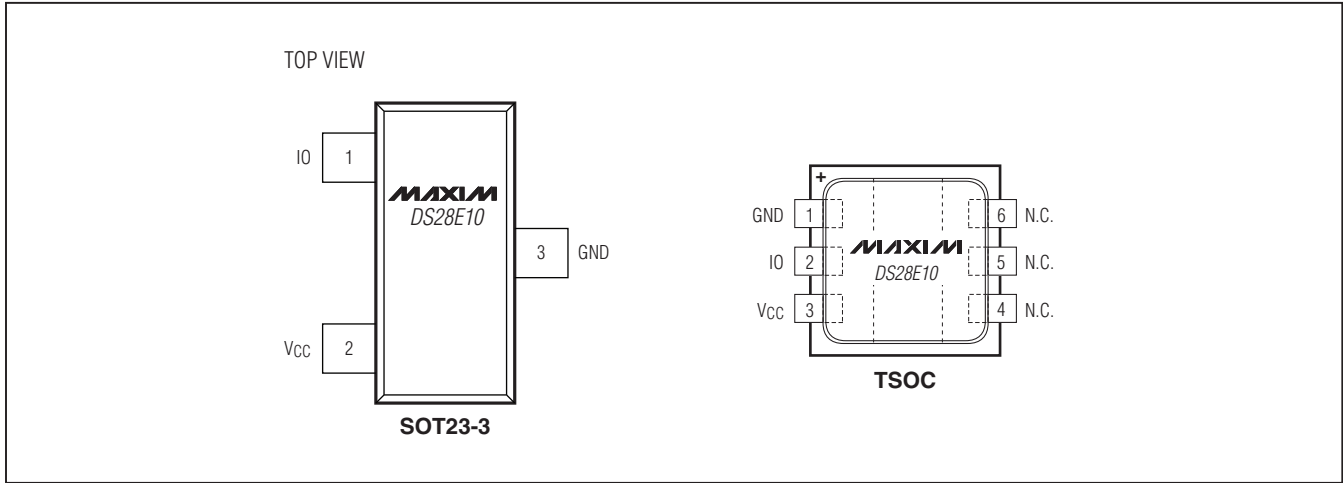 TOP VIEW
IO 1
MAXIM
DS28E10
3 GND
VCC 2
SOT23-3
+
GND 1
6 N.C.
IO 2
MAXIM
DS28E10
5 N.C.
VCC 3
4 N.C.
TSOC